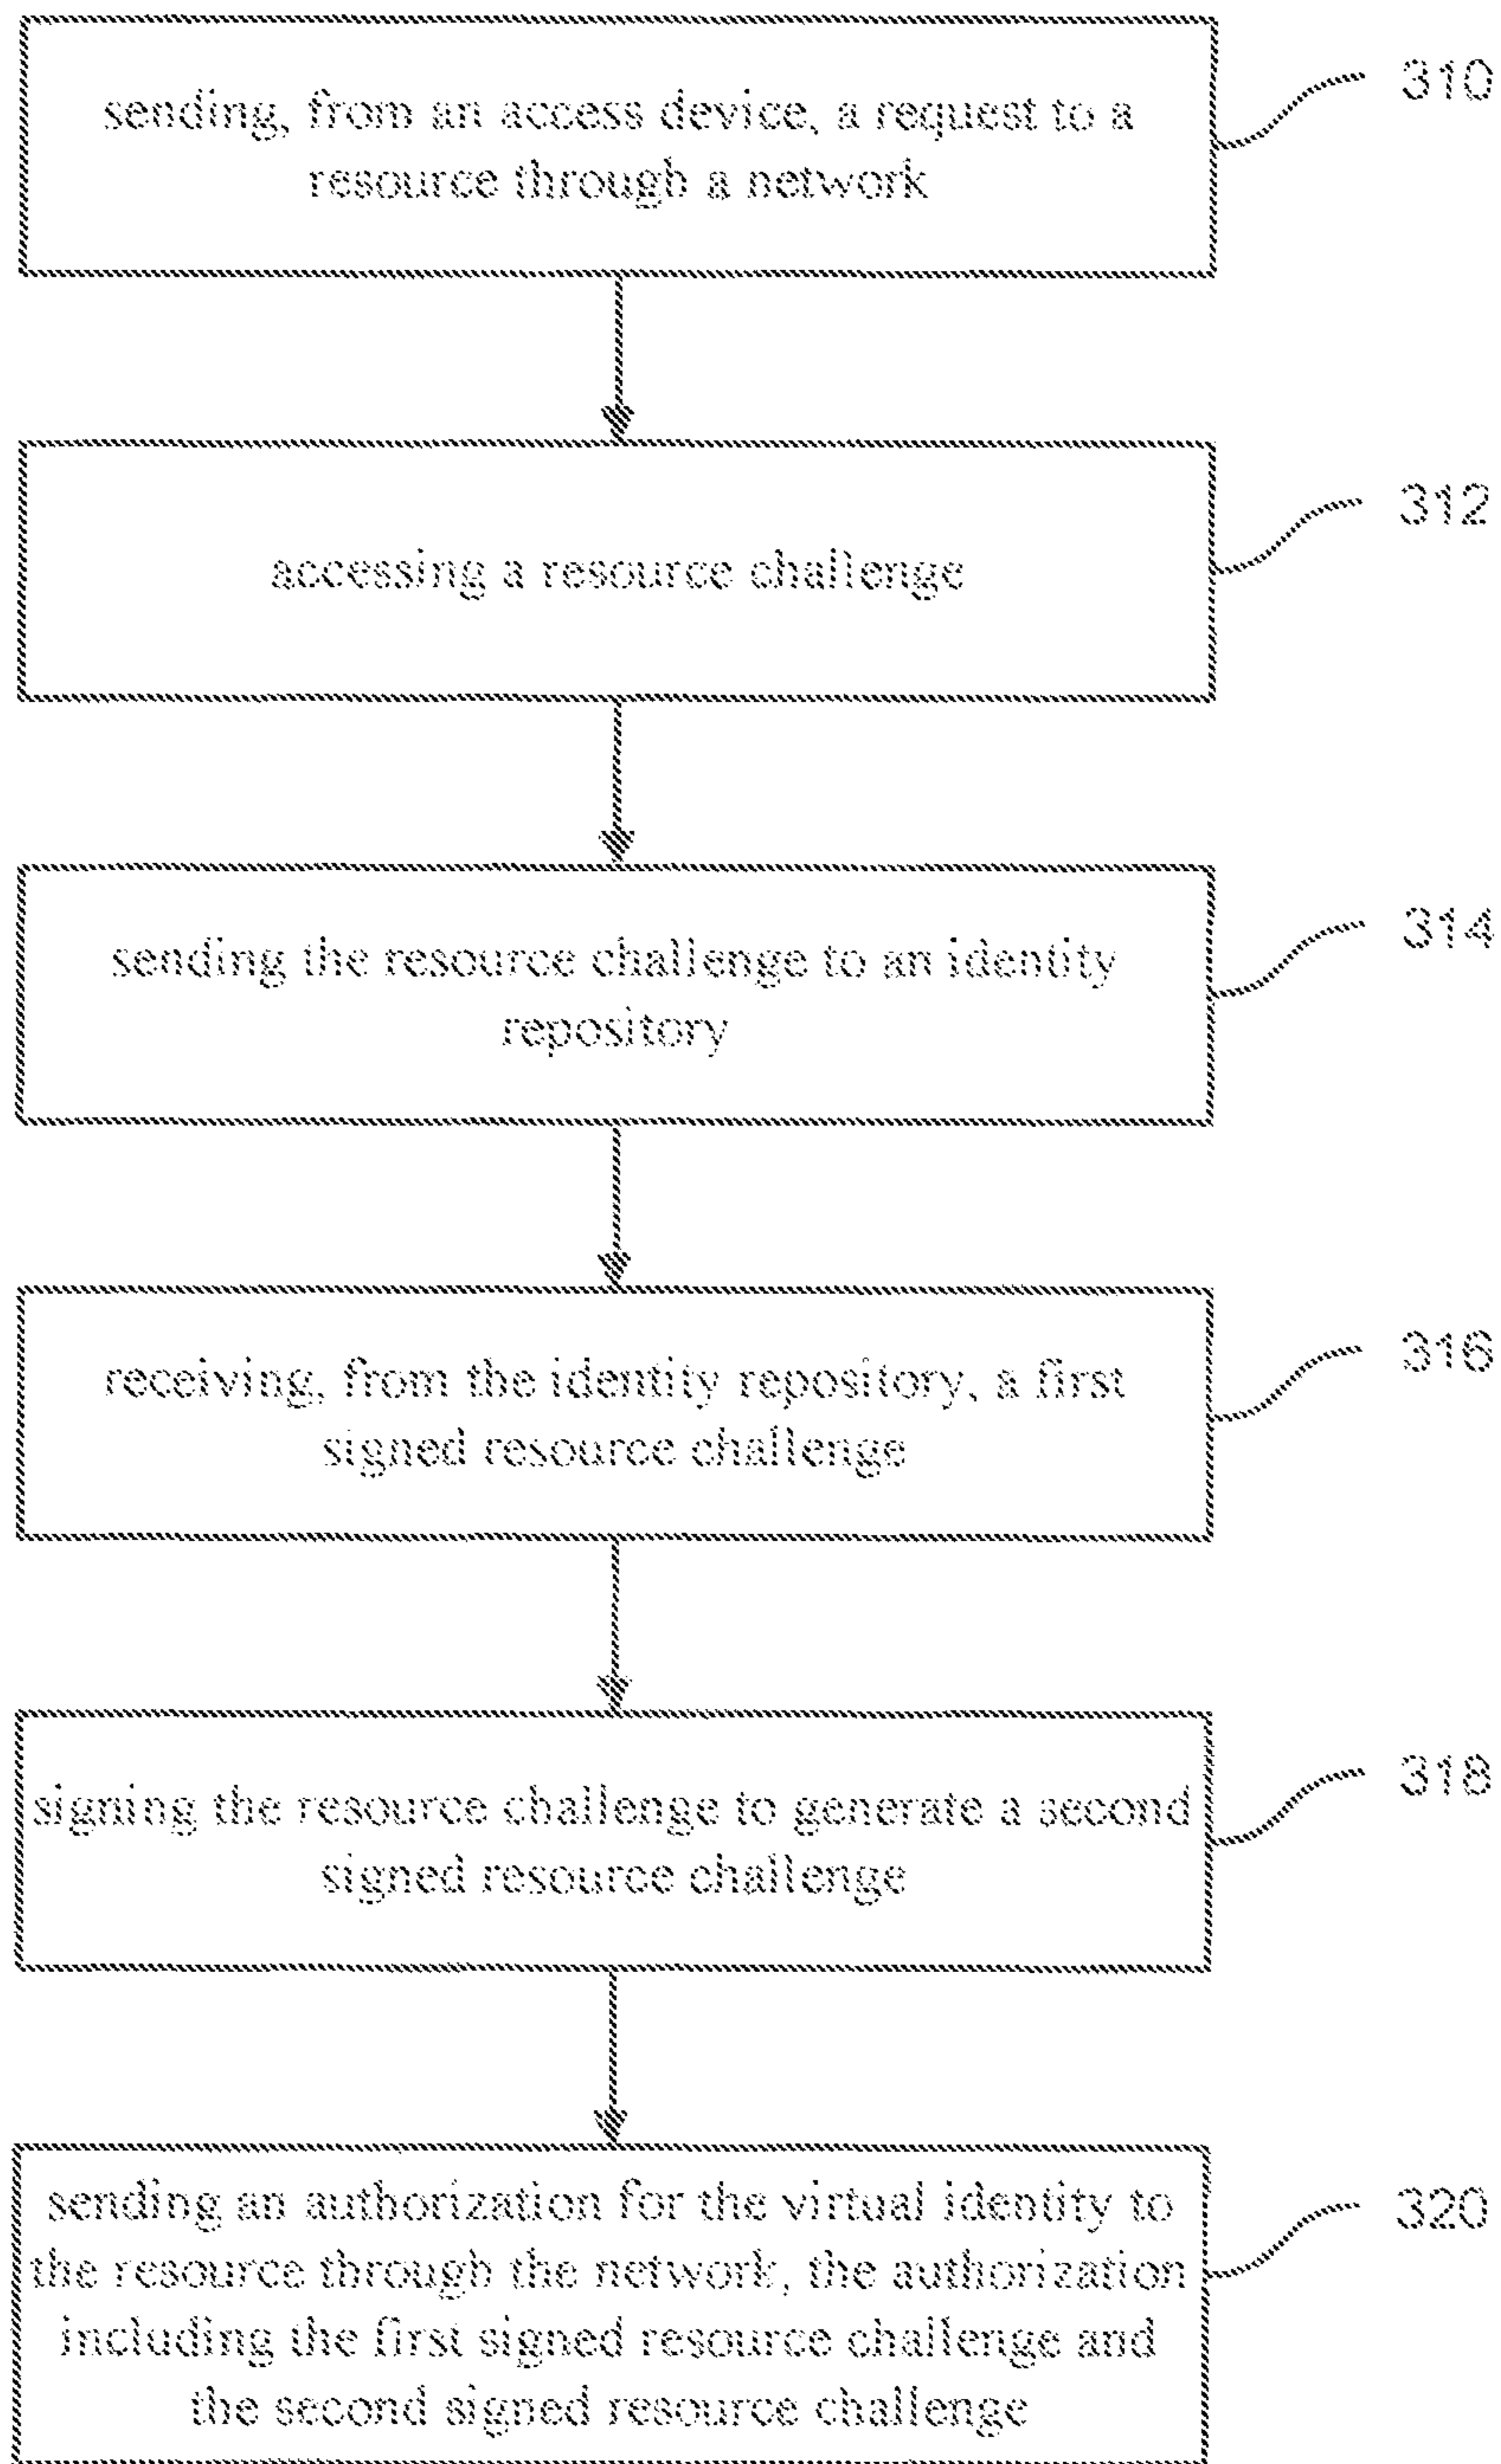 sending, from an access device, a request to a
resource through a network
310
accessing a resource challenge
312
sending the resource challenge to an identity
repository
314
receiving, from the identity repository, a first
signed resource challenge
316
signing the resource challenge to generate a second
signed resource challenge
318
sending an authorization for the virtual identity to
the resource through the network, the authorization
including the first signed resource challenge and
the second signed resource challenge
320